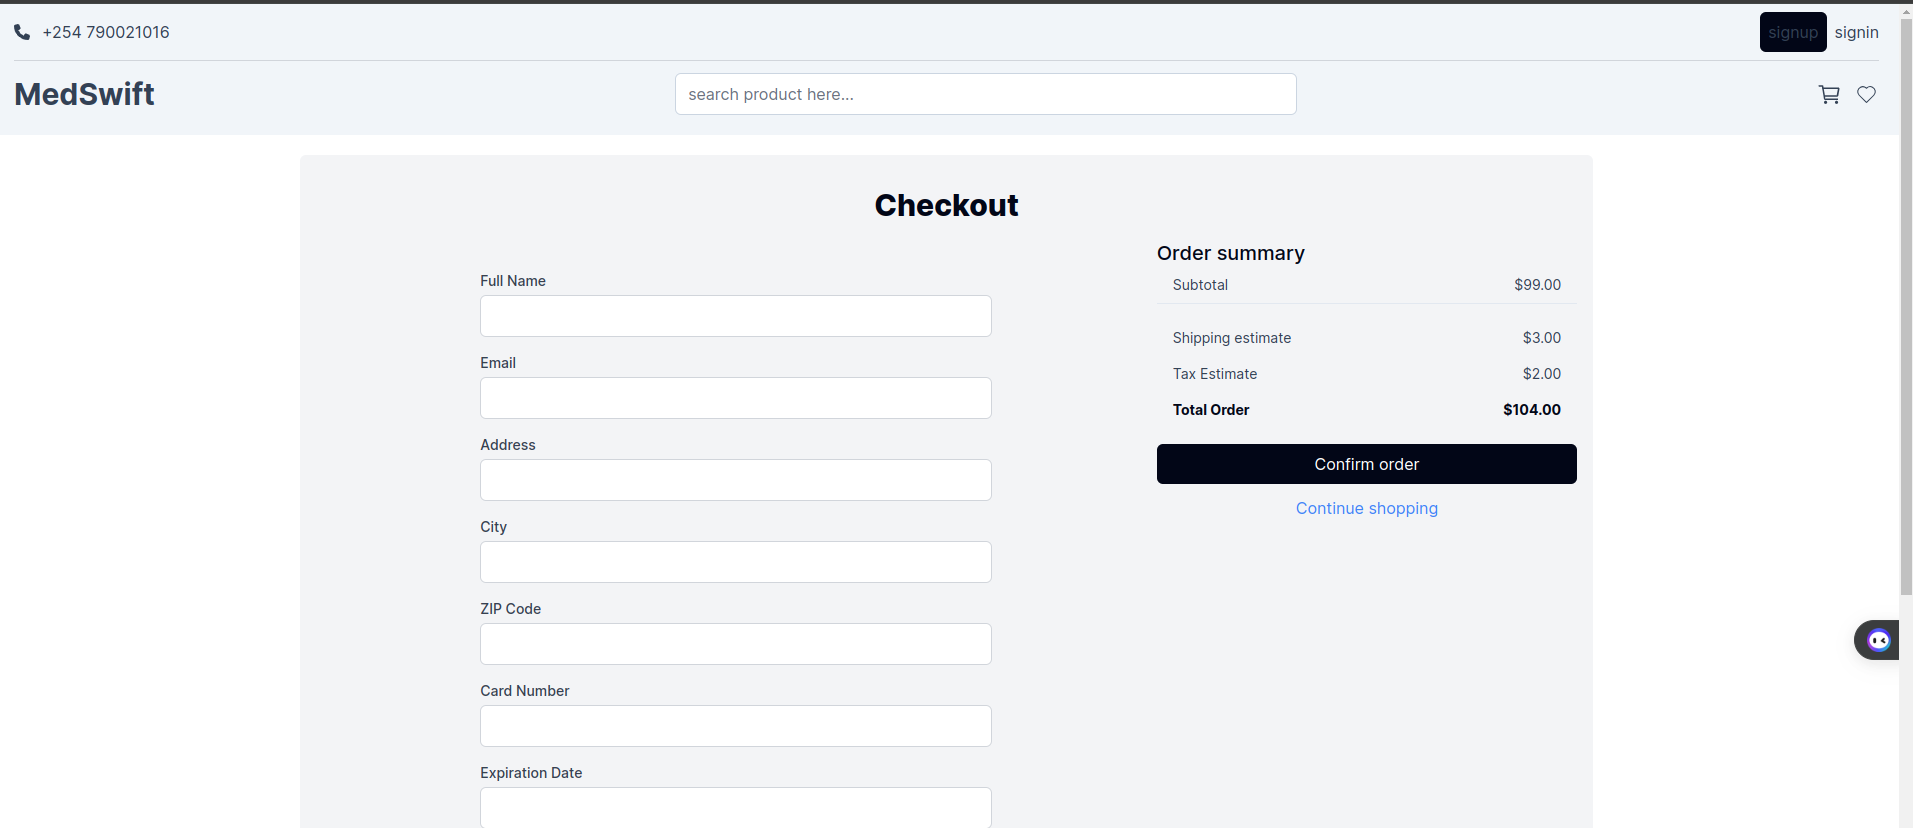 +254 790021016
signup signin
MedSwift
search product here...
Checkout
Full Name
Email
Address
City
ZIP Code
Card Number
Expiration Date
Order summary
Subtotal $99.00
Shipping estimate $3.00
Tax Estimate $2.00
Total Order $104.00
Confirm order
Continue shopping